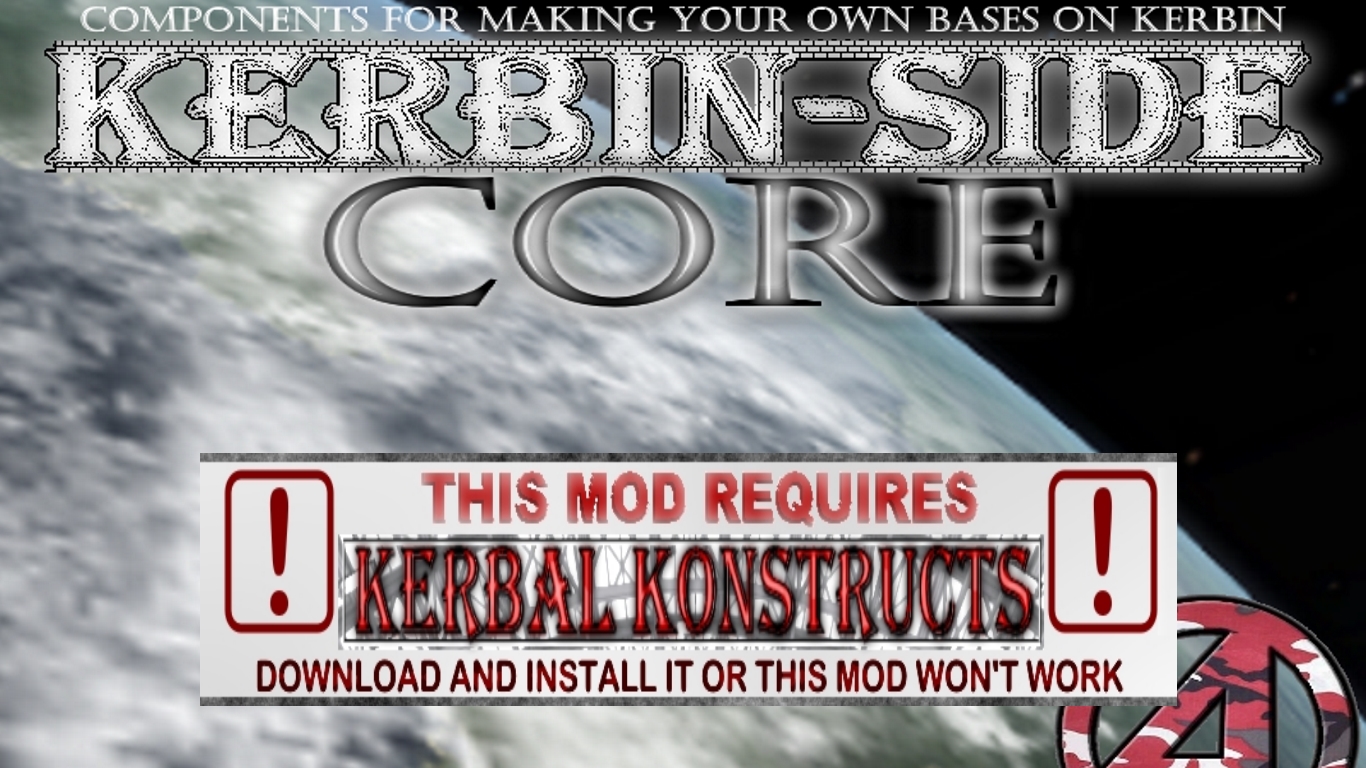 COMPONENTS FOR MAKING YOUR OWN BASES ON KERBIN
KERBIN-SIDE
CORE
! THIS MOD REQUIRES !
KERBAL KONSTRUCTS
DOWNLOAD AND INSTALL IT OR THIS MOD WON'T WORK